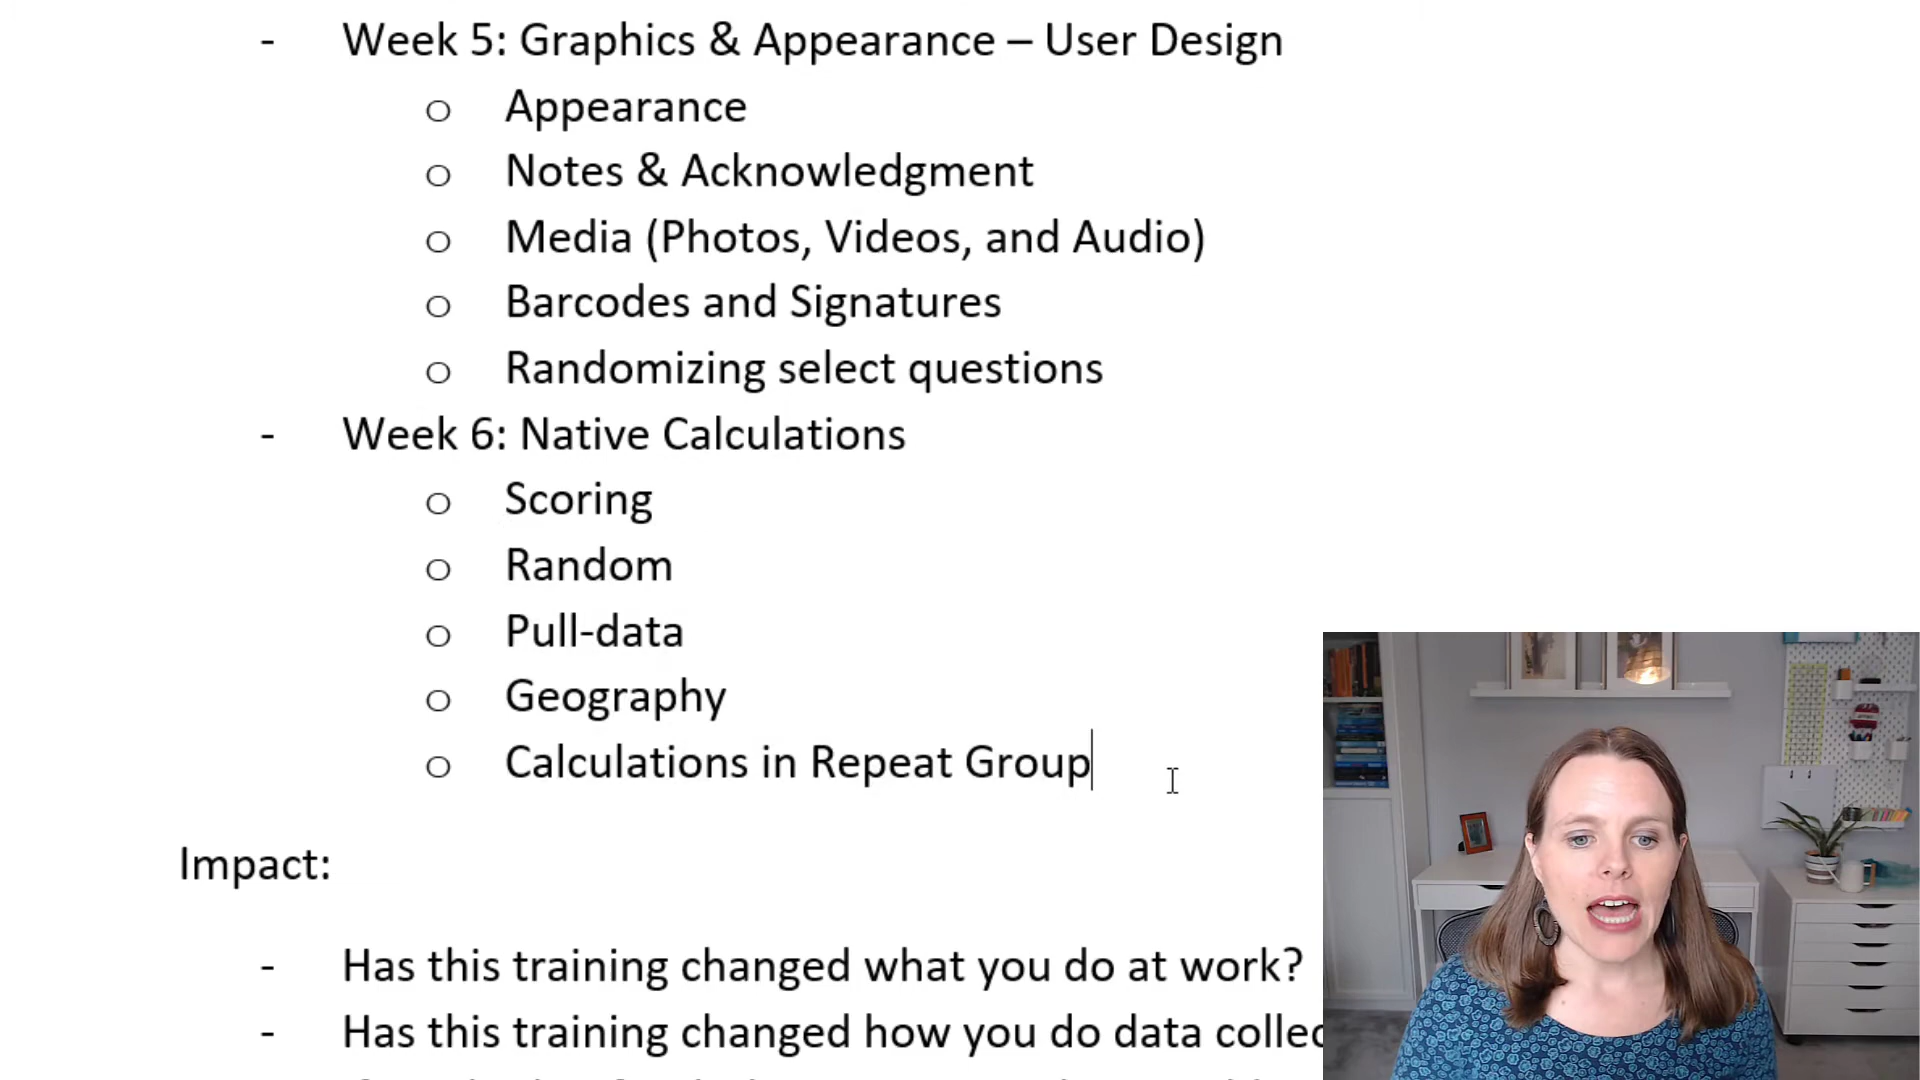 - Week 5: Graphics & Appearance – User Design
o Appearance
o Notes & Acknowledgment
o Media (Photos, Videos, and Audio)
o Barcodes and Signatures
o Randomizing select questions
- Week 6: Native Calculations
o Scoring
o Random
o Pull-data
o Geography
o Calculations in Repeat Group
Impact:
- Has this training changed what you do at work?
- Has this training changed how you do data collec